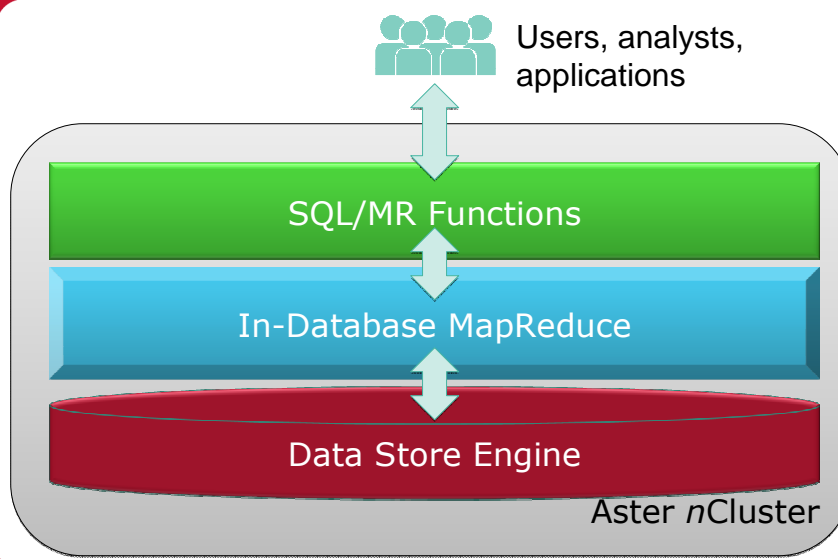 Users, analysts,
applications
SQL/MR Functions
In-Database MapReduce
Data Store Engine
Aster nCluster